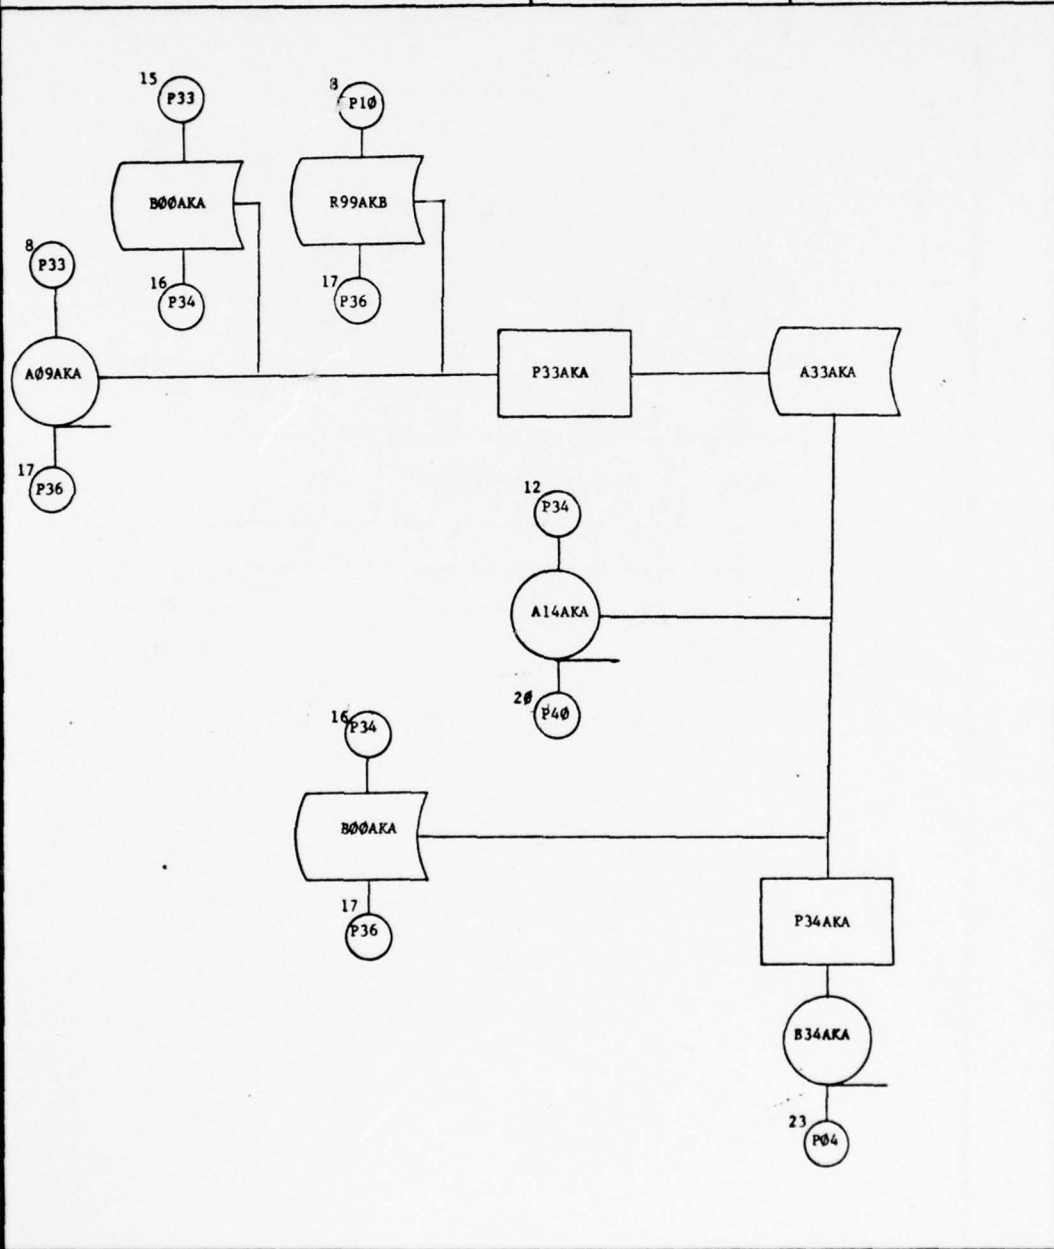 15
P33
8
P1Ø
BØØAKA
R99AKB
8
P33
16
P34
17
P36
AØ9AKA
P33AKA
A33AKA
17
P36
12
P34
A14AKA
2Ø
P4Ø
16
P34
BØØAKA
17
P36
P34AKA
B34AKA
23
PØ4